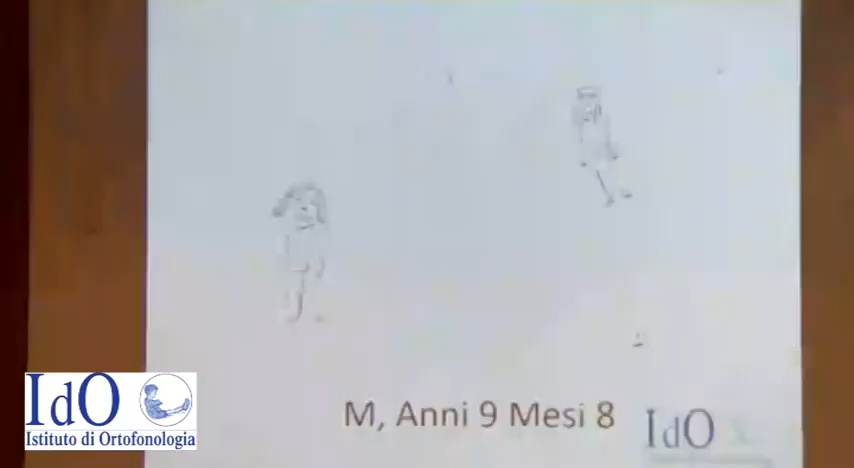 M, Anni 9 Mesi 8
IdO
IdO
Istituto di Ortofonologia